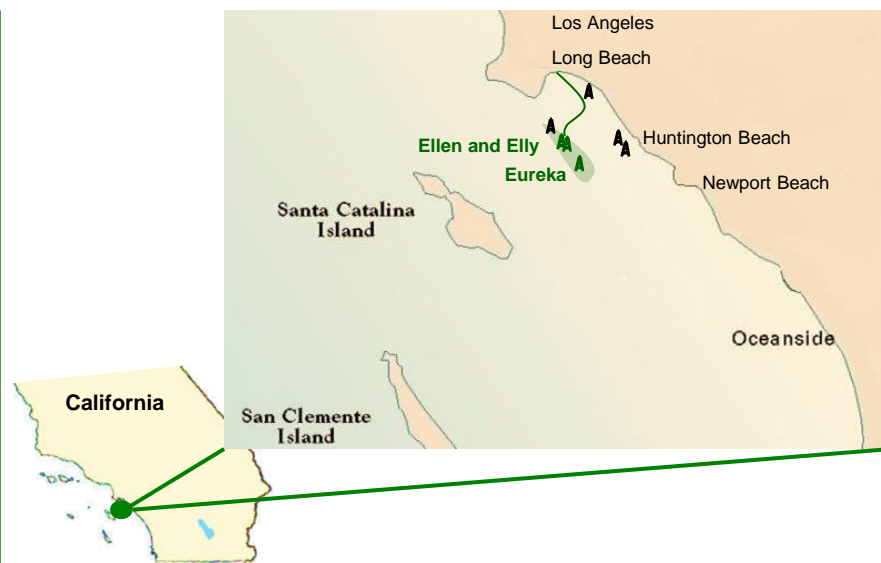 Los Angeles
Long Beach
Huntington Beach
Ellen and Elly
Eureka
Newport Beach
Santa Catalina
Island
Oceanside
California
San Clemente
Island